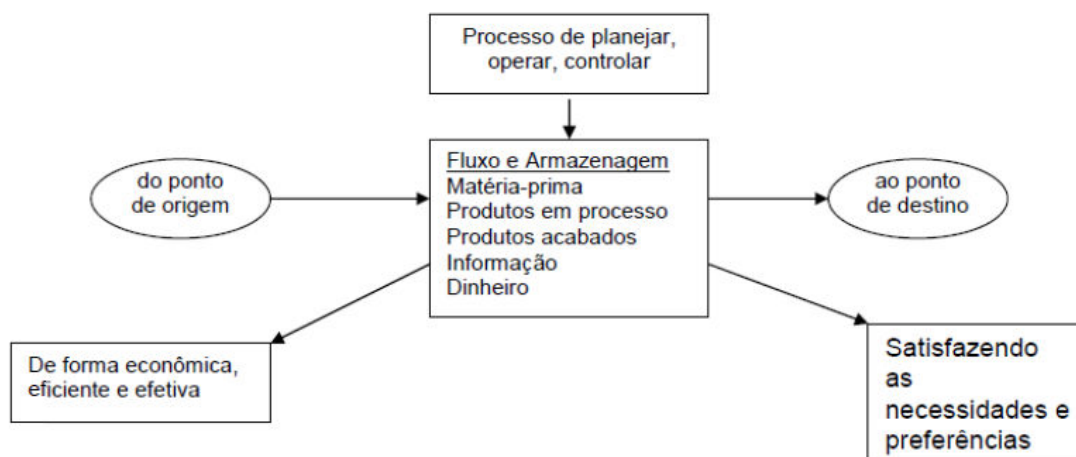 Processo de planejar,
operar, controlar
Fluxo e Armazenagem
Matéria-prima
Produtos em processo
Produtos acabados
Informação
Dinheiro
do ponto
de origem
ao ponto
de destino
De forma econômica,
eficiente e efetiva
Satisfazendo
as
necessidades e
preferências